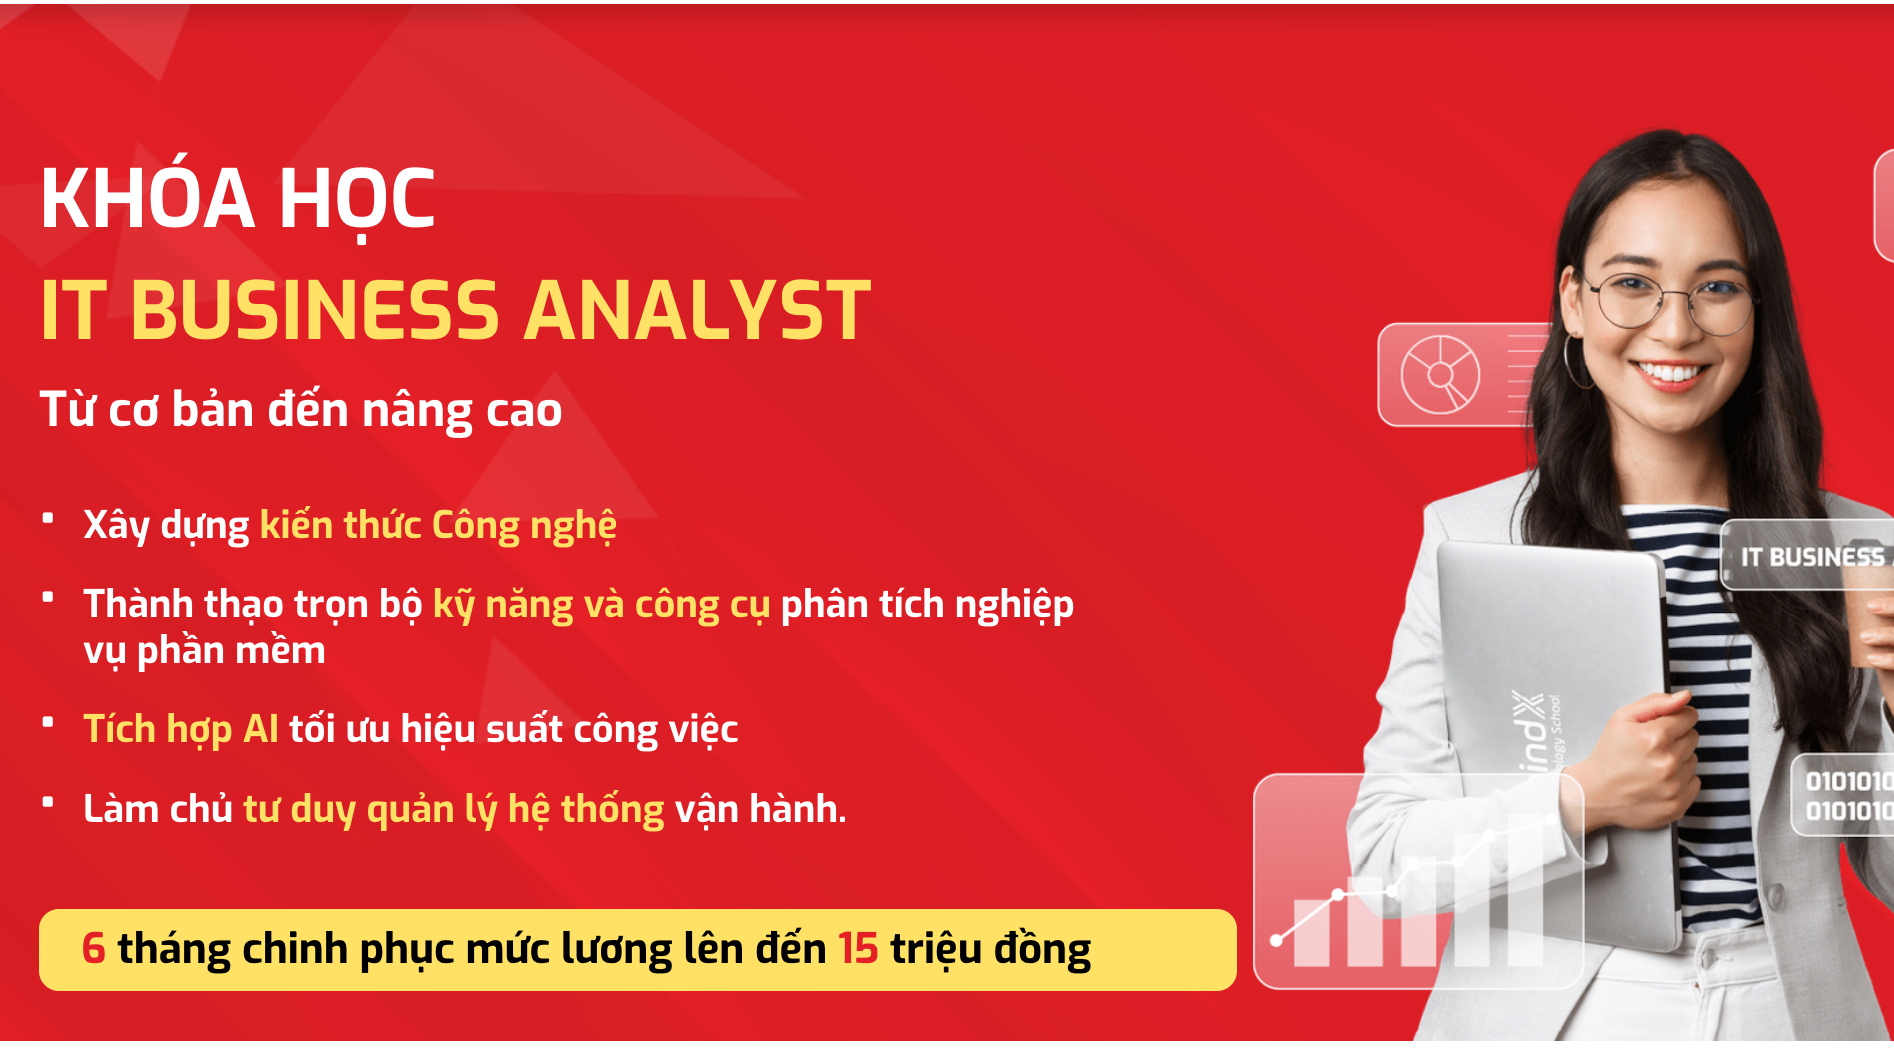 KHÓA HỌC
IT BUSINESS ANALYST
Từ cơ bản đến nâng cao
Xây dựng kiến thức Công nghệ
Thành thạo trọn bộ kỹ năng và công cụ phân tích nghiệp
vụ phần mềm
Tích hợp AI tối ưu hiệu suất công việc
Làm chủ tư duy quản lý hệ thống vận hành.
6 tháng chinh phục mức lương lên đến 15 triệu đồng
IT BUSINESS
indX
ology School
0101010
0101010